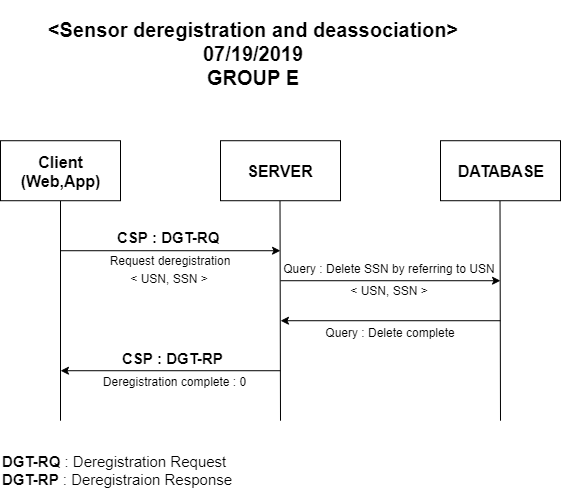 <Sensor deregistration and deassociation>
07/19/2019
GROUP E
Client
(Web,App)
SERVER
DATABASE
CSP : DGT-RQ
Request deregistration
< USN, SSN >
Query : Delete SSN by referring to USN
< USN, SSN >
Query : Delete complete
CSP : DGT-RP
Deregistration complete : 0
DGT-RQ : Deregistration Request
DGT-RP : Deregistraion Response